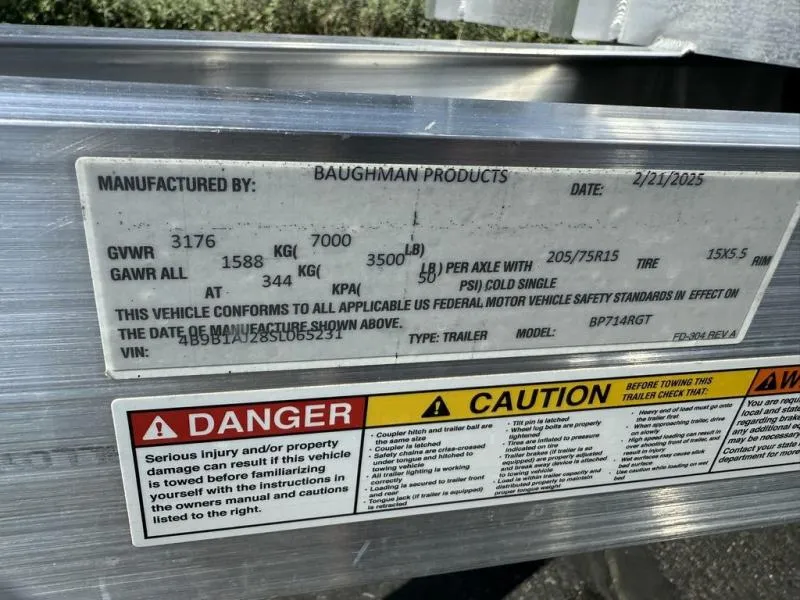 MANUFACTURED BY: BAUGHMAN PRODUCTS DATE: 2/21/2025
GVWR 3176 KG( 7000 LB)
GAWR ALL 1588 KG( 3500 LB) PER AXLE WITH 205/75R15 TIRE 15X5.5 RIM
AT 344 KPA( 50 PSI) COLD SINGLE
THIS VEHICLE CONFORMS TO ALL APPLICABLE US FEDERAL MOTOR VEHICLE SAFETY STANDARDS IN EFFECT ON
THE DATE OF MANUFACTURE SHOWN ABOVE.
VIN: 4B9B1AJ28SL065231 TYPE: TRAILER MODEL: BP714RGT FD-304 REV A
DANGER
Serious injury and/or property
damage can result if this vehicle
is towed before familiarizing
yourself with the instructions in
the owners manual and cautions
listed to the right.
CAUTION
BEFORE TOWING THIS
TRAILER CHECK THAT:
· Coupler hitch and trailer ball are
the same size
· Coupler is latched
· Safety chains are criss-crossed
under tongue and hitched to
towing vehicle
· All trailer lighting is working
correctly
· Loading is secured to trailer front
and rear
· Tongue jack (if trailer is equipped)
is retracted
· Tilt pin is latched
· Wheel lug bolts are properly
tightened
· Tires are inflated to pressure
indicated on tire
· Trailer brakes (if trailer is so
equipped) are properly adjusted
and break away device is attached
to towing vehicle
· Load is within trailer capacity and
distributed properly to maintain
proper tongue weight
· Heavy end of load must go onto
the trailer first
· When approaching trailer, drive
on slowly
· High speed loading can result in
over shooting front of trailer, and
result in injury
· Wet surfaces may cause slick
bed surface
· Use caution while loading on wet
bed
W
You are requ
local and state
regarding brake
any additional eq
may be necessary
Contact your state
department for more